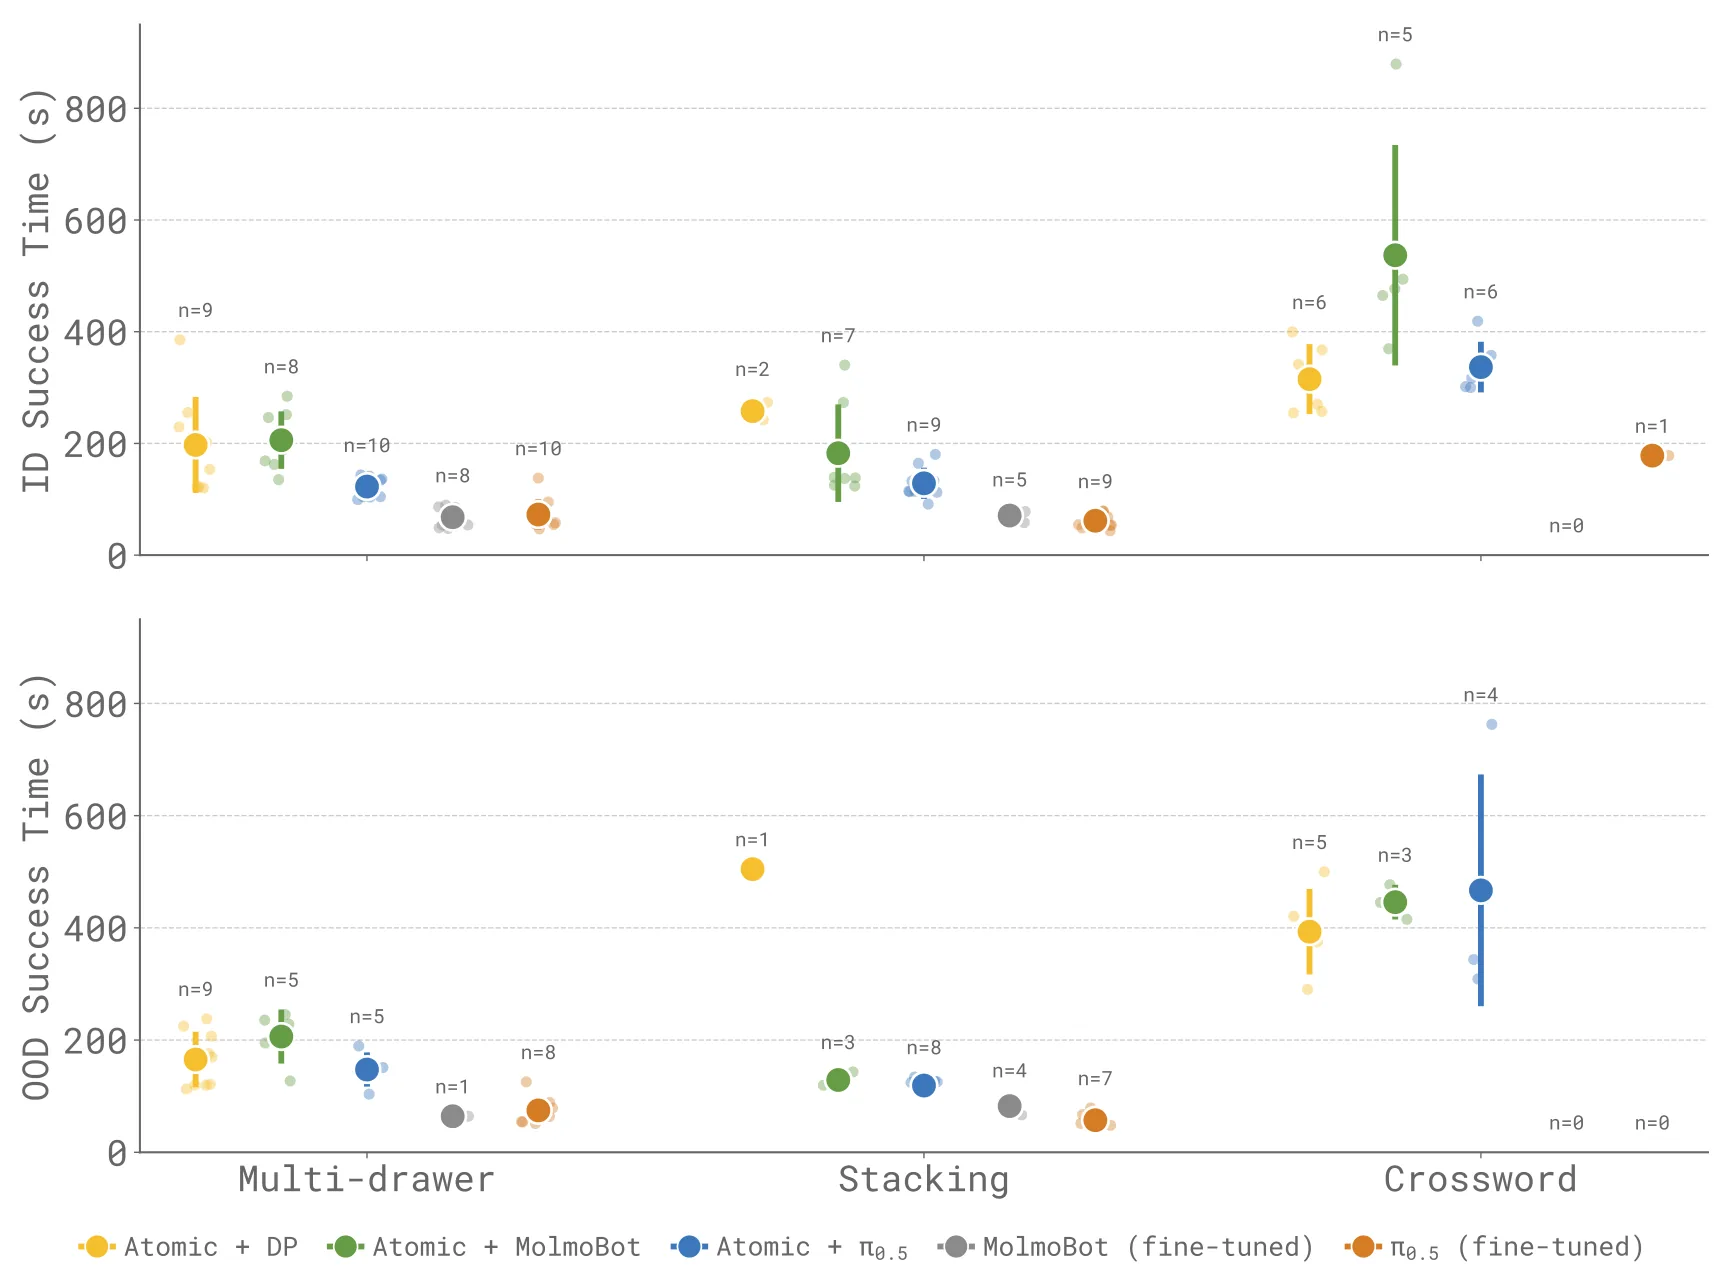 n=5
800
600
400
200
0
ID Success Time (s)
n=9
n=8
n=10
n=8
n=10
n=2
n=7
n=9
n=5
n=9
n=6
n=6
n=0
n=1
800
600
400
200
0
OOD Success Time (s)
n=9
n=5
n=5
n=1
n=8
n=1
n=3
n=8
n=4
n=7
n=5
n=3
n=4
n=0
n=0
Multi-drawer Stacking Crossword
Atomic + DP Atomic + MolmoBot Atomic + π0.5 MolmoBot (fine-tuned) π0.5 (fine-tuned)